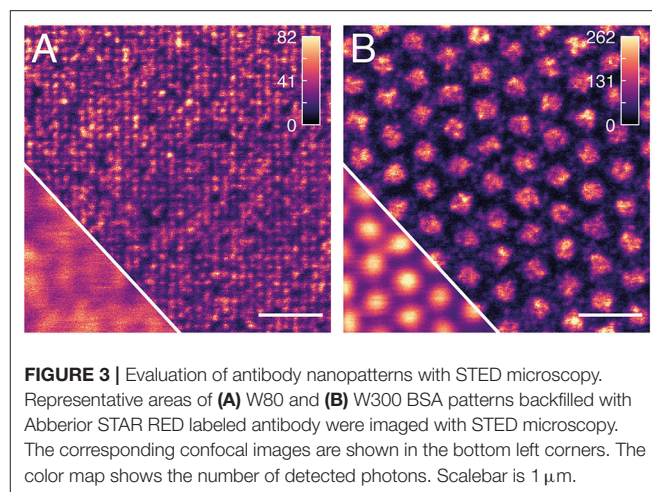 A
82
41
0
B
262
131
0
FIGURE 3 | Evaluation of antibody nanopatterns with STED microscopy.
Representative areas of (A) W80 and (B) W300 BSA patterns backfilled with
Abberior STAR RED labeled antibody were imaged with STED microscopy.
The corresponding confocal images are shown in the bottom left corners. The
color map shows the number of detected photons. Scalebar is 1 μm.